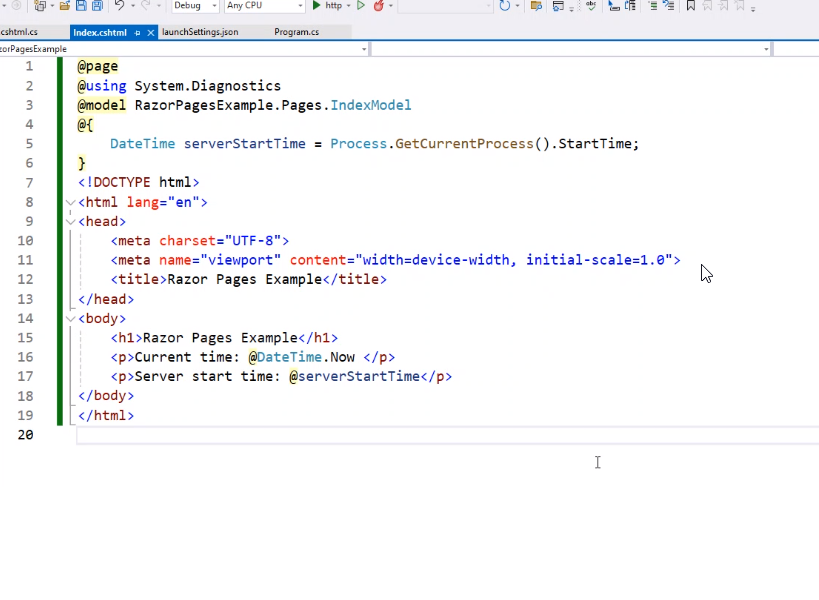 Debug Any CPU http
cshtml.cs Index.cshtml launchSettings.json Program.cs
zorPagesExample
1 @page
2 @using System.Diagnostics
3 @model RazorPagesExample.Pages.IndexModel
4 @{
5 DateTime serverStartTime = Process.GetCurrentProcess().StartTime;
6 }
7 <!DOCTYPE html>
8 <html lang="en">
9 <head>
10 <meta charset="UTF-8">
11 <meta name="viewport" content="width=device-width, initial-scale=1.0">
12 <title>Razor Pages Example</title>
13 </head>
14 <body>
15 <h1>Razor Pages Example</h1>
16 <p>Current time: @DateTime.Now </p>
17 <p>Server start time: @serverStartTime</p>
18 </body>
19 </html>
20